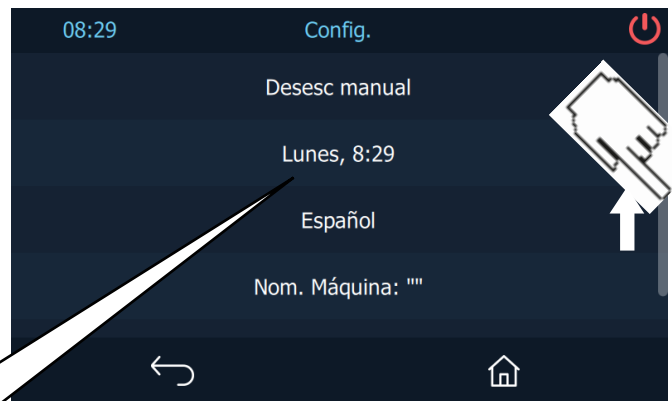 08:29
Config.
Desesc manual
Lunes, 8:29
Español
Nom. Máquina: ""